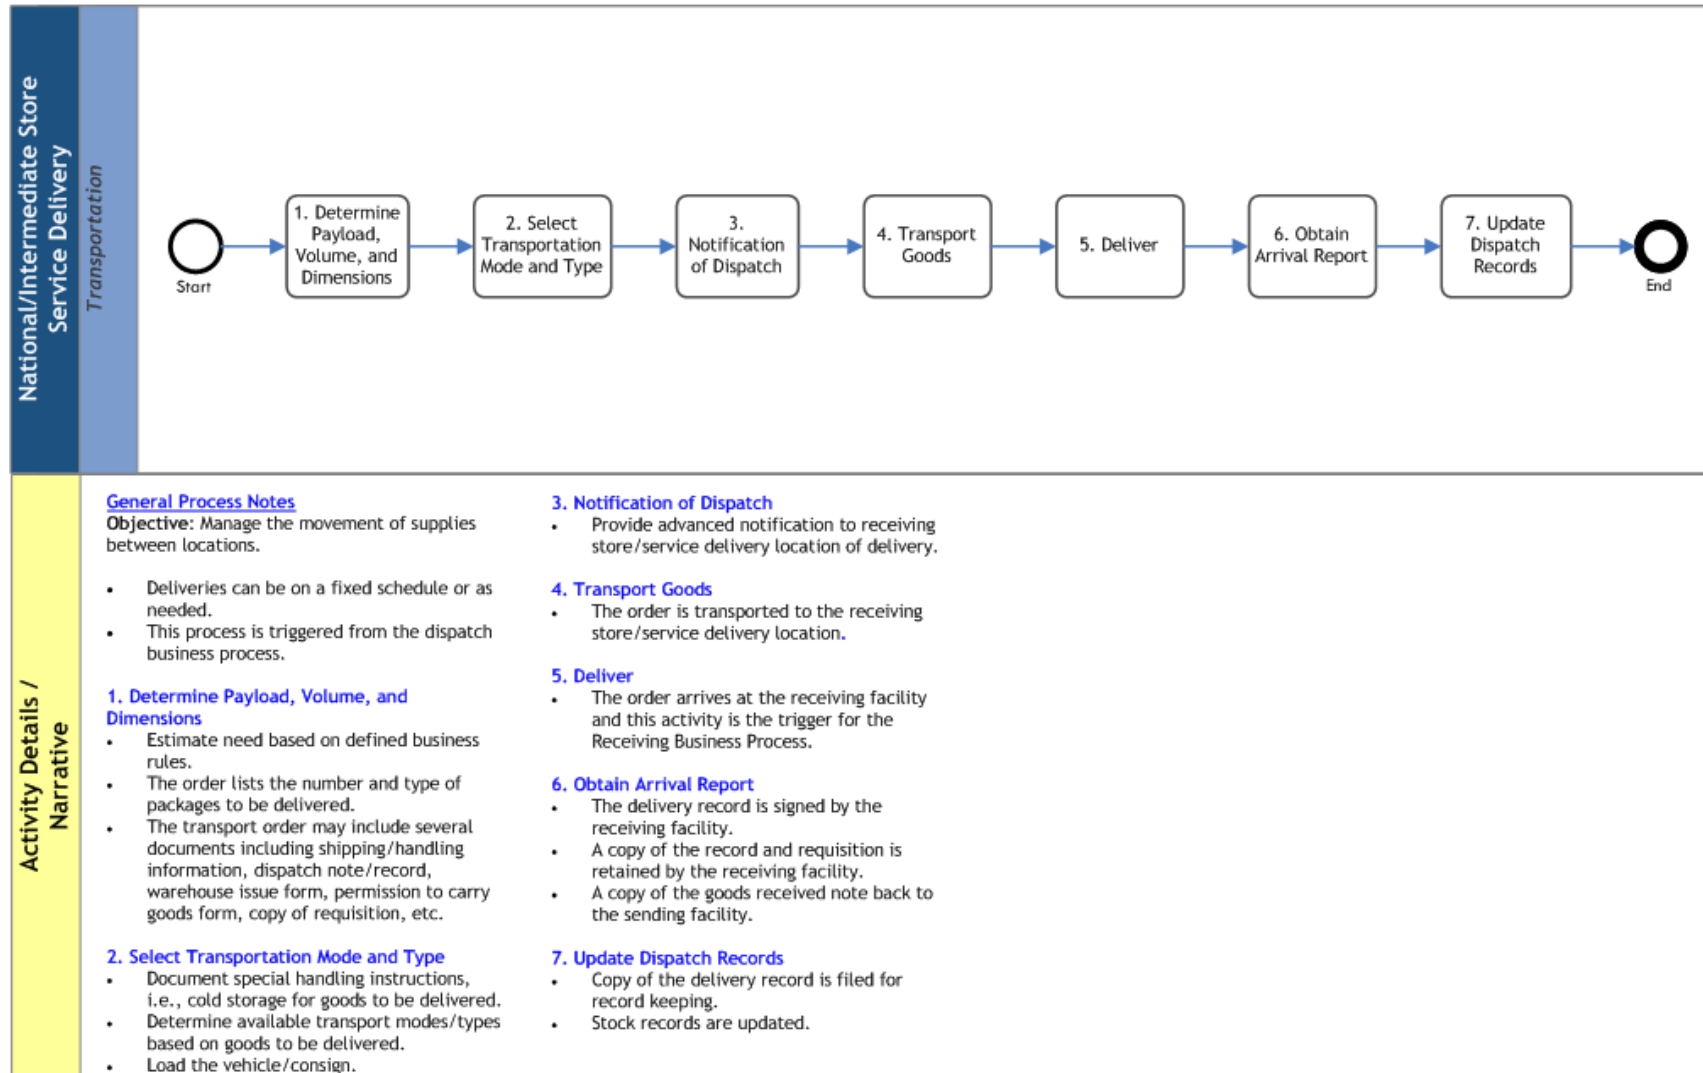 National/Intermediate Store
Service Delivery
Transportation
Start
1. Determine
Payload,
Volume, and
Dimensions
2. Select
Transportation
Mode and Type
3.
Notification
of Dispatch
4. Transport
Goods
5. Deliver
6. Obtain
Arrival Report
7. Update
Dispatch
Records
End
Activity Details /
Narrative
General Process Notes
Objective: Manage the movement of supplies
between locations.
• Deliveries can be on a fixed schedule or as
needed.
• This process is triggered from the dispatch
business process.
1. Determine Payload, Volume, and
Dimensions
• Estimate need based on defined business
rules.
• The order lists the number and type of
packages to be delivered.
• The transport order may include several
documents including shipping/handling
information, dispatch note/record,
warehouse issue form, permission to carry
goods form, copy of requisition, etc.
2. Select Transportation Mode and Type
• Document special handling instructions,
i.e., cold storage for goods to be delivered.
• Determine available transport modes/types
based on goods to be delivered.
• Load the vehicle/consign.
3. Notification of Dispatch
• Provide advanced notification to receiving
store/service delivery location of delivery.
4. Transport Goods
• The order is transported to the receiving
store/service delivery location.
5. Deliver
• The order arrives at the receiving facility
and this activity is the trigger for the
Receiving Business Process.
6. Obtain Arrival Report
• The delivery record is signed by the
receiving facility.
• A copy of the record and requisition is
retained by the receiving facility.
• A copy of the goods received note back to
the sending facility.
7. Update Dispatch Records
• Copy of the delivery record is filed for
record keeping.
• Stock records are updated.